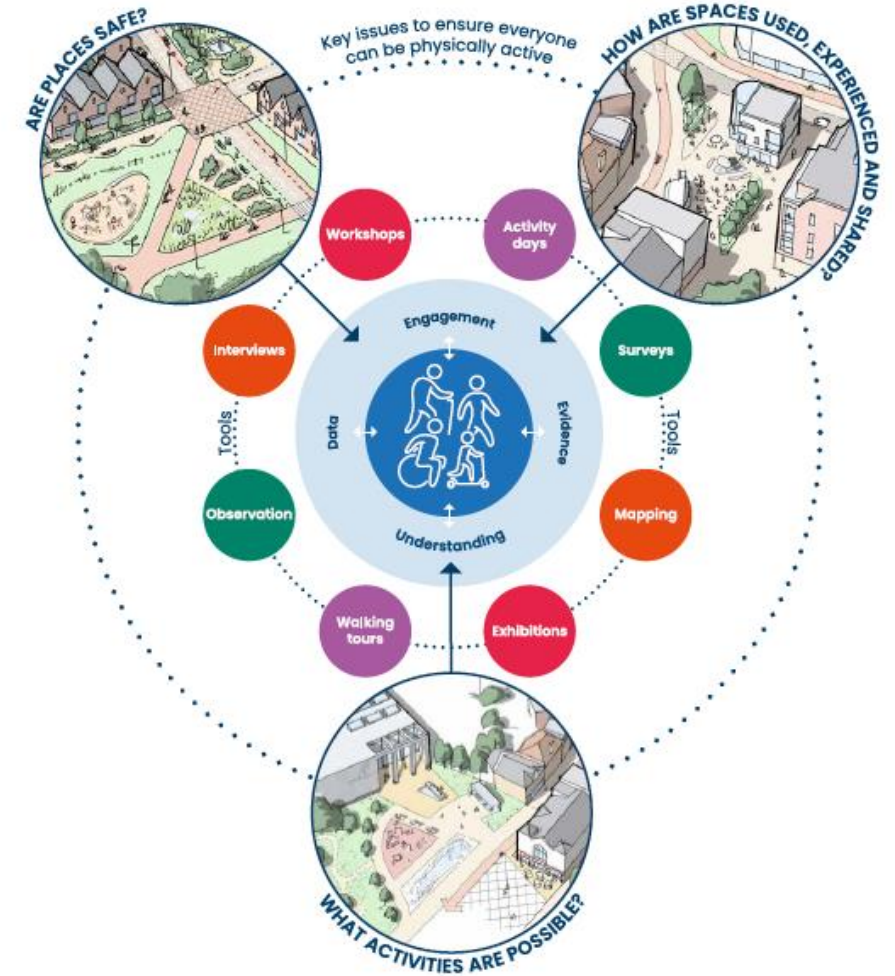 ARE PLACES SAFE?
Key issues to ensure everyone
can be physically active
HOW ARE SPACES USED, EXPERIENCED AND SHARED?
Workshops
Activity
days
Interviews
Engagement
Surveys
Tools
Data
Evidence
Tools
Observation
Understanding
Mapping
Walking
tours
Exhibitions
WHAT ACTIVITIES ARE POSSIBLE?